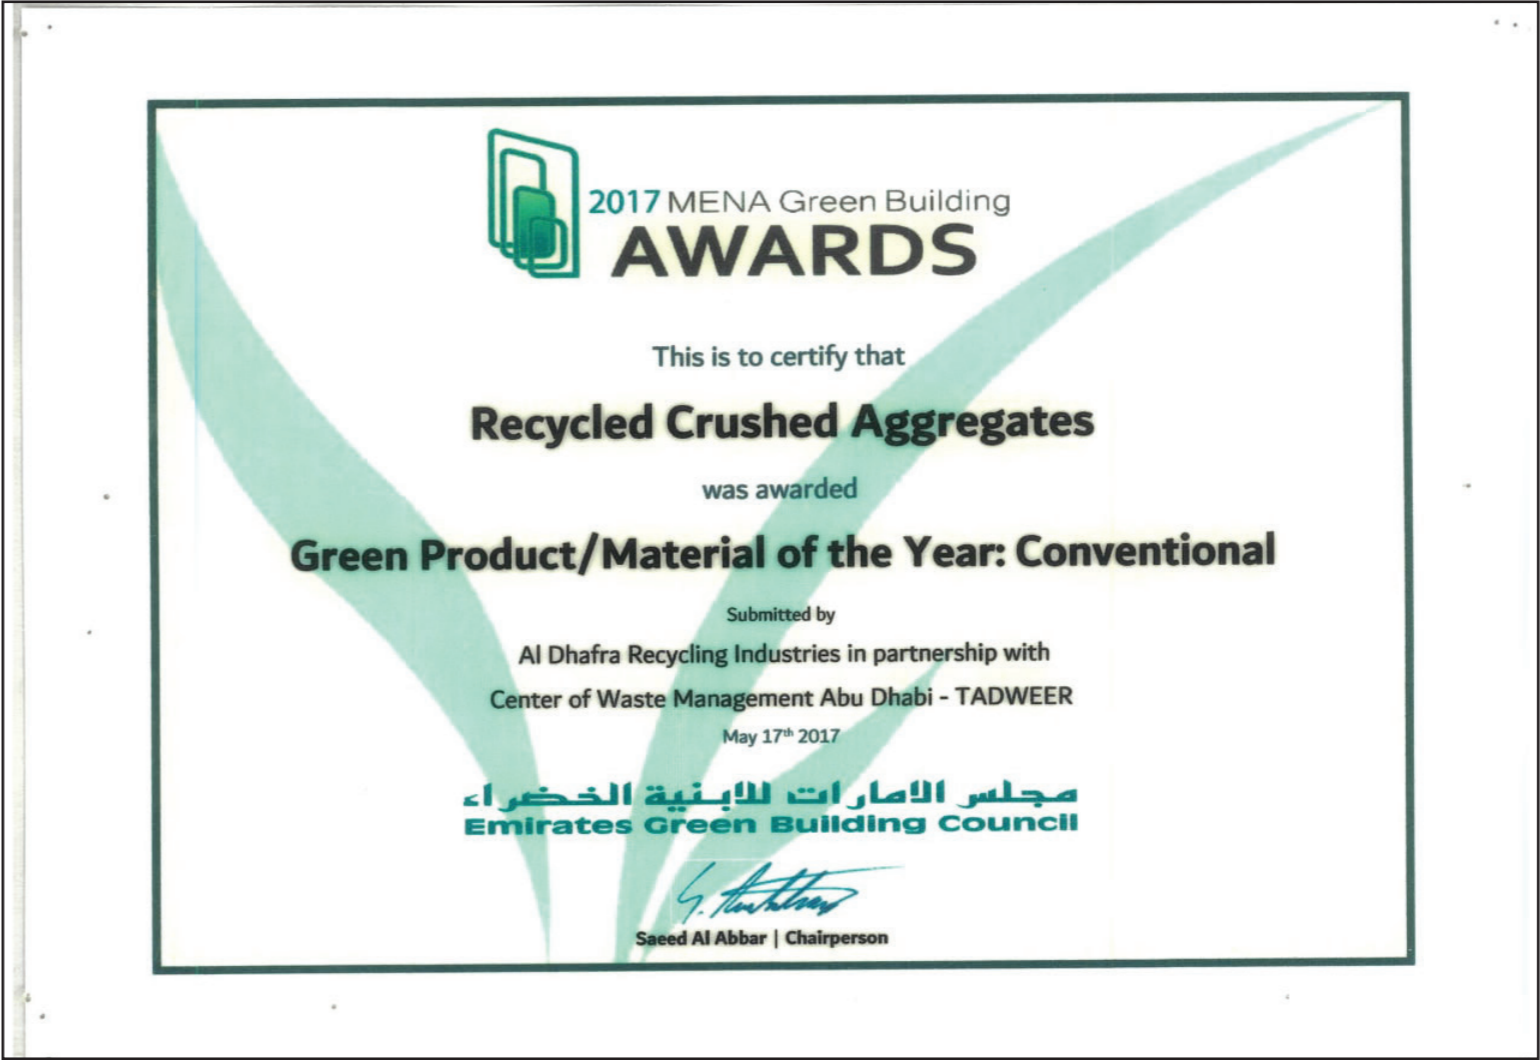 2017 MENA Green Building
AWARDS
This is to certify that
Recycled Crushed Aggregates
was awarded
Green Product/Material of the Year: Conventional
Submitted by
Al Dhafra Recycling Industries in partnership with
Center of Waste Management Abu Dhabi - TADWEER
May 17th 2017
مجلس الامارات للابنية الخضراء
Emirates Green Building Council
Saeed Al Abbar | Chairperson